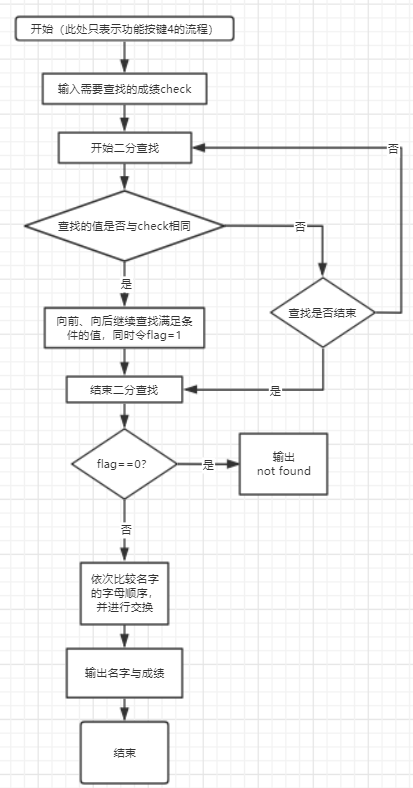 开始（此处只表示功能按键4的流程）
输入需要查找的成绩check
开始二分查找
否
查找的值是否与check相同
否
是
查找是否结束
向前、向后继续查找满足条
件的值，同时令flag=1
结束二分查找
是
flag==0?
是
输出
not found
否
依次比较名字
的字母顺序，
并进行交换
输出名字与成绩
结束